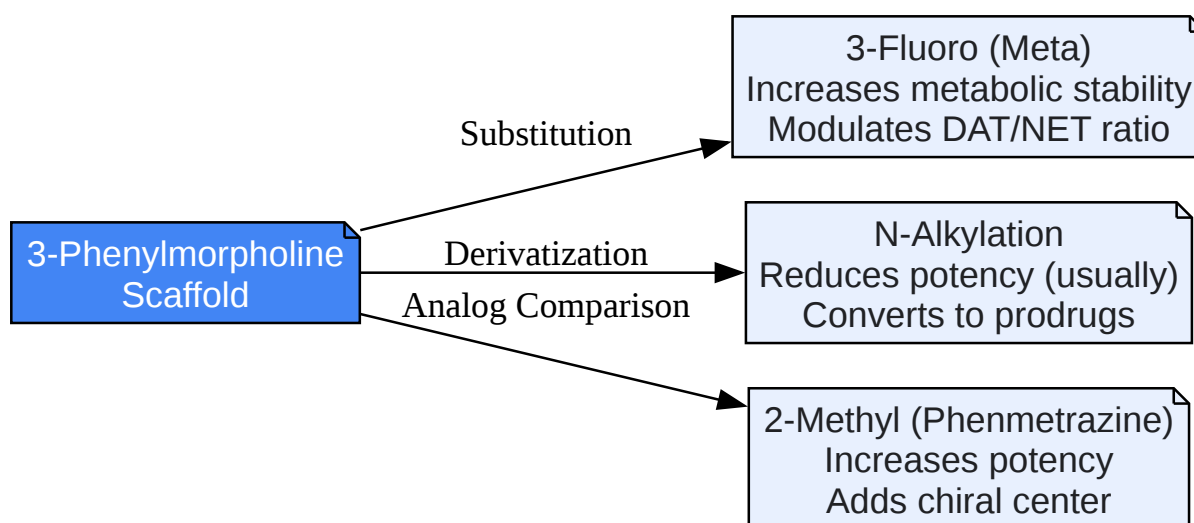 3-Fluoro (Meta)
Increases metabolic stability
Modulates DAT/NET ratio
Substitution
3-Phenylmorpholine
Scaffold
Derivatization
N-Alkylation
Reduces potency (usually)
Converts to prodrugs
Analog Comparison
2-Methyl (Phenmetrazine)
Increases potency
Adds chiral center